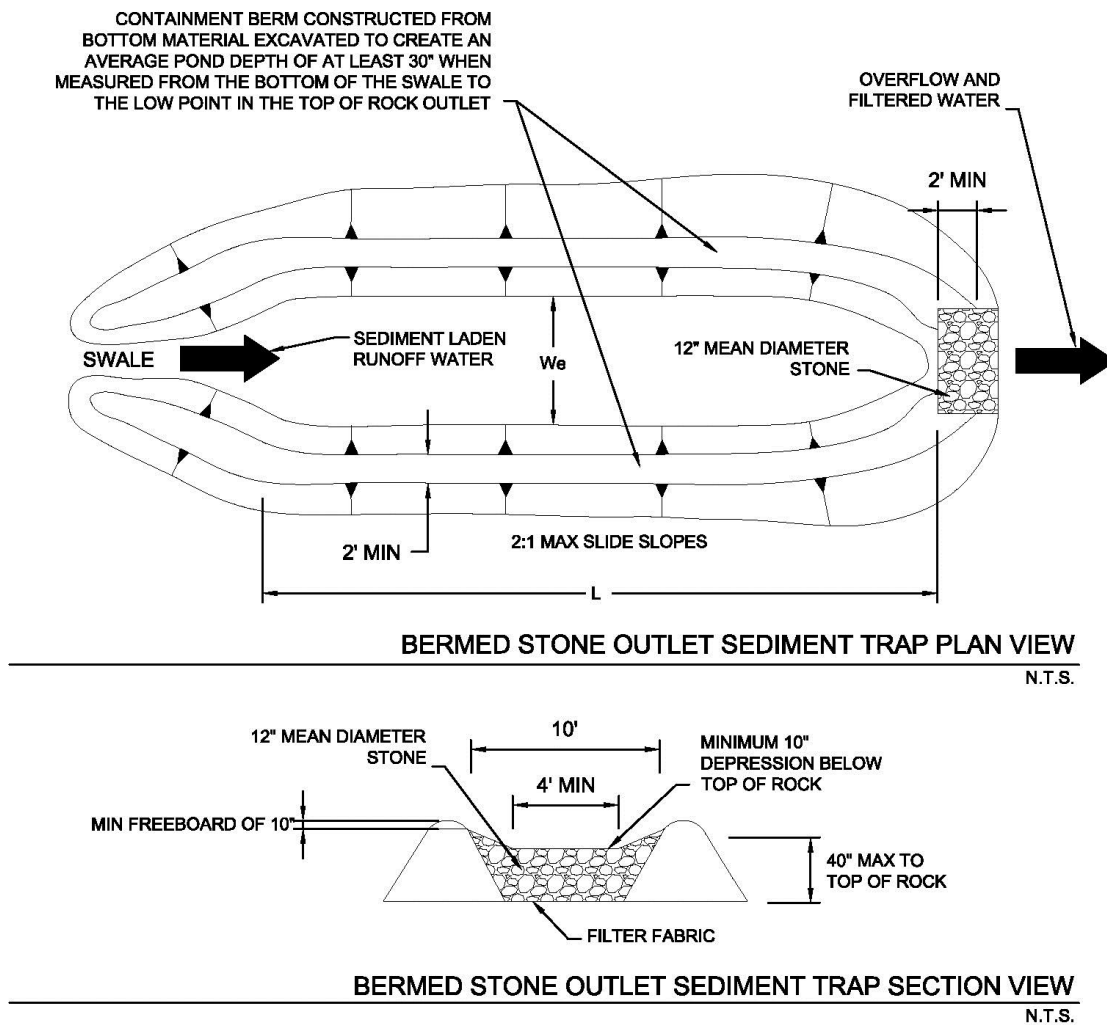 CONTAINMENT BERM CONSTRUCTED FROM
BOTTOM MATERIAL EXCAVATED TO CREATE AN
AVERAGE POND DEPTH OF AT LEAST 30" WHEN
MEASURED FROM THE BOTTOM OF THE SWALE TO
THE LOW POINT IN THE TOP OF ROCK OUTLET
OVERFLOW AND
FILTERED WATER
2' MIN
SWALE
SEDIMENT LADEN
RUNOFF WATER
We
12" MEAN DIAMETER
STONE
2' MIN
2:1 MAX SLIDE SLOPES
L
BERMED STONE OUTLET SEDIMENT TRAP PLAN VIEW
N.T.S.
12" MEAN DIAMETER
STONE
10'
4' MIN
MINIMUM 10"
DEPRESSION BELOW
TOP OF ROCK
MIN FREEBOARD OF 10"
40" MAX TO
TOP OF ROCK
FILTER FABRIC
BERMED STONE OUTLET SEDIMENT TRAP SECTION VIEW
N.T.S.